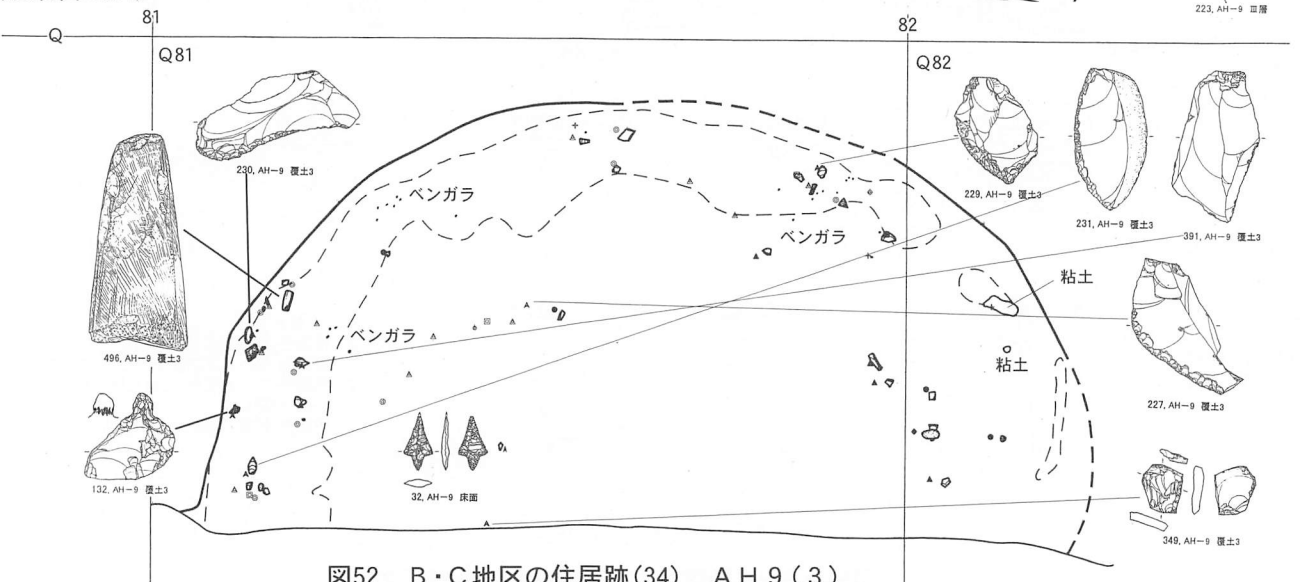 223, AH-9 Ⅲ層
81
82
Q
Q81
Q82
230, AH-9 覆土3
ベンガラ
229, AH-9 覆土3
231, AH-9 覆土3
391, AH-9 覆土3
ベンガラ
粘土
496, AH-9 覆土3
ベンガラ
粘土
227, AH-9 覆土3
132, AH-9 覆土3
32, AH-9 床面
349, AH-9 覆土3
図52 B・C地区の住居跡(34) AH9(3)